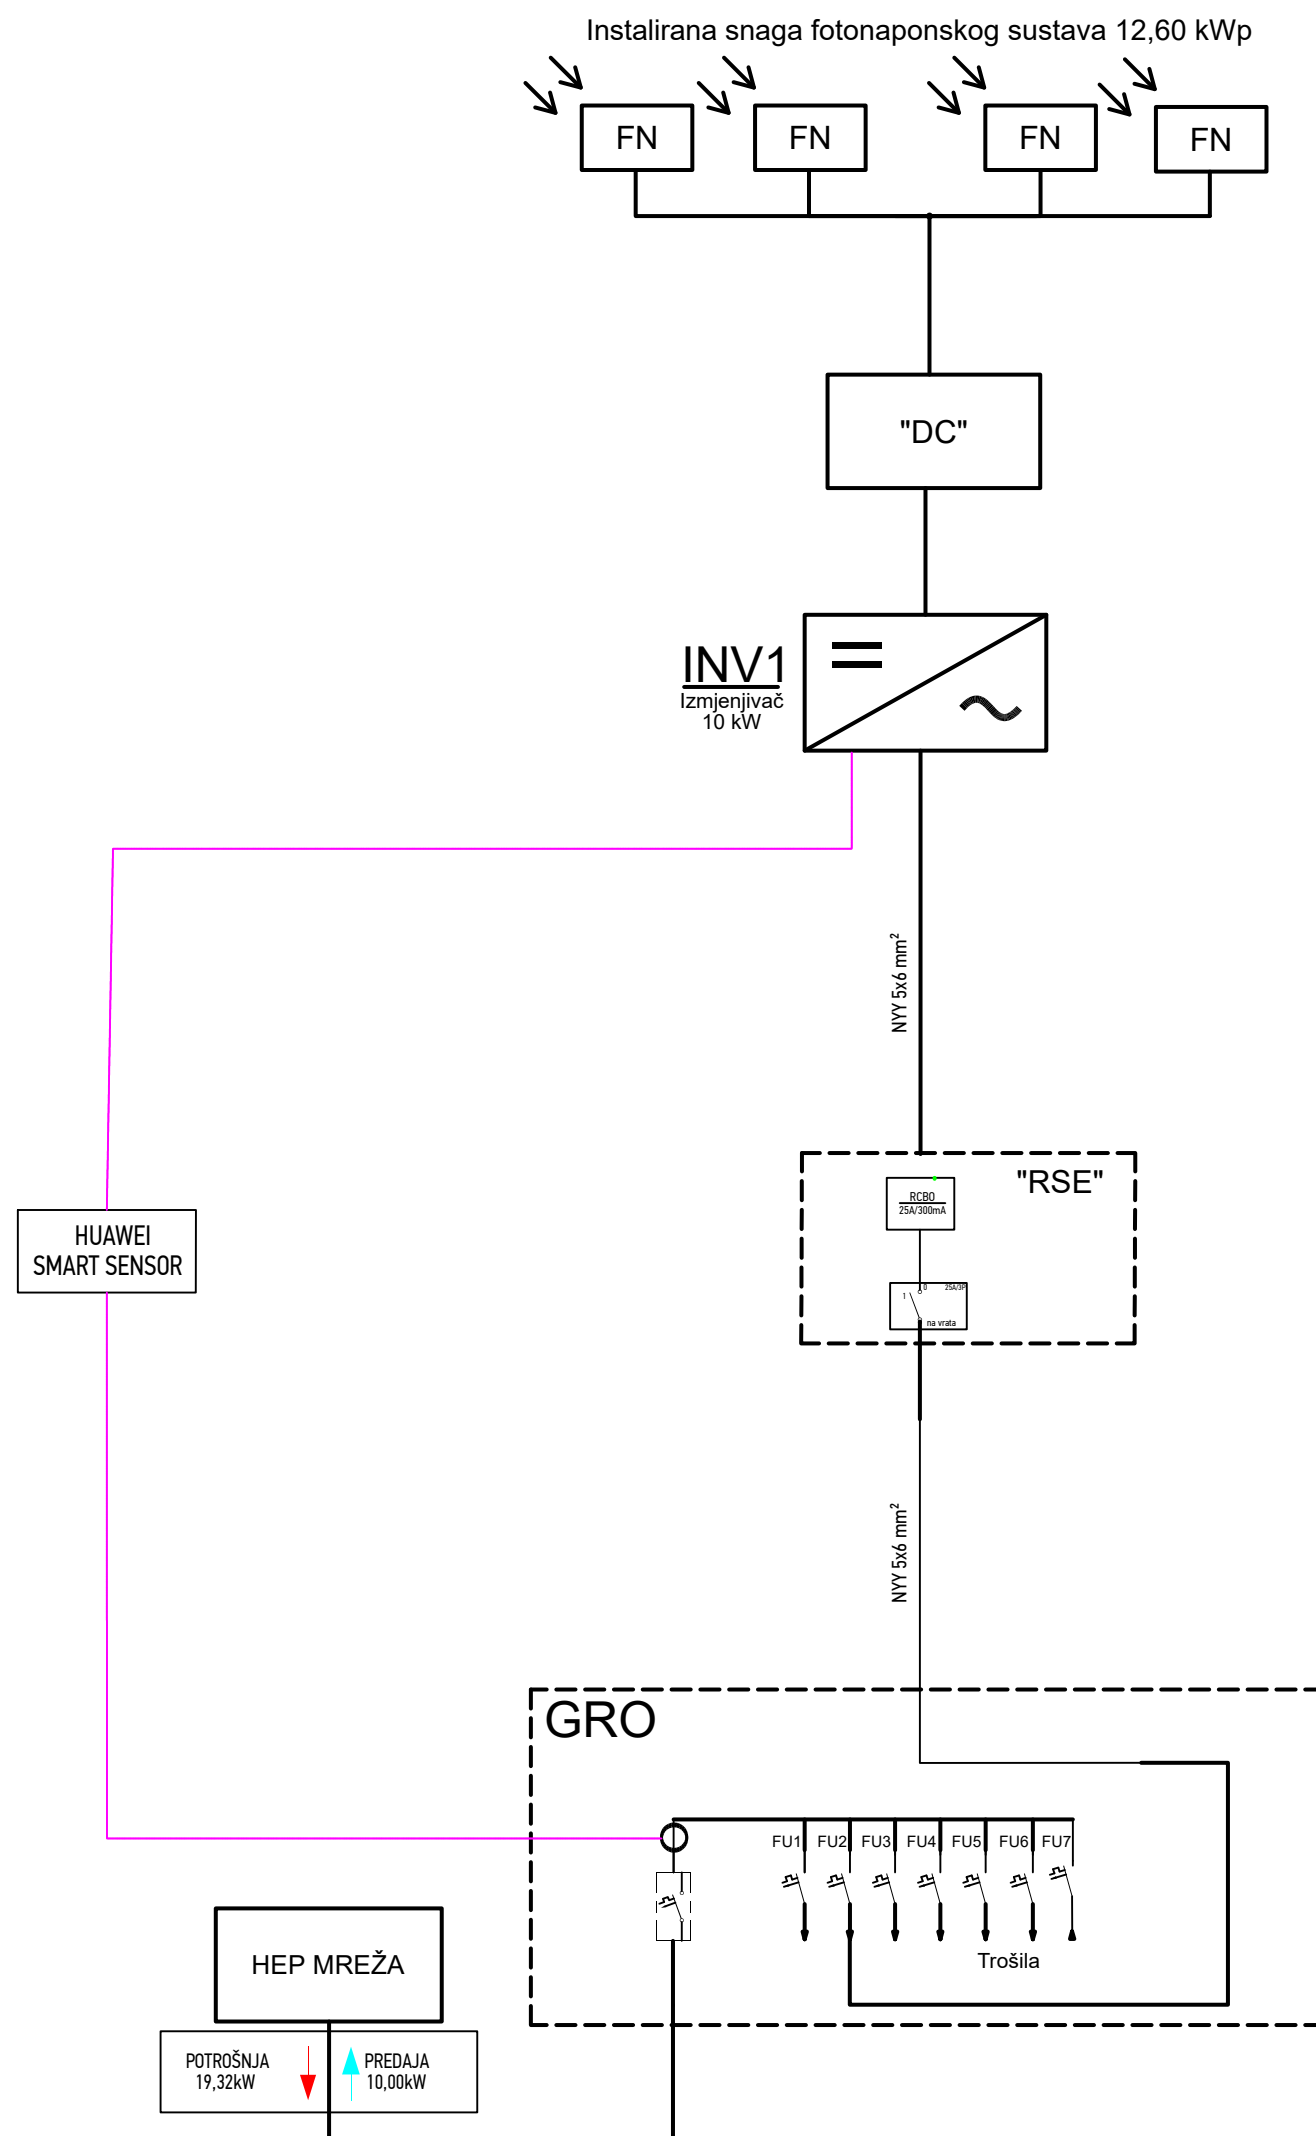 Instalirana snaga fotonaponskog sustava 12,60 kWp
FN
FN
FN
FN
"DC"
INV1
Izmjenjivač
10 kW
NYY 5x6 mm²
"RSE"
RCBO
25A/300mA
1
0
25A/3P
na vrata
HUAWEI
SMART SENSOR
NYY 5x6 mm²
GRO
FU1
FU2
FU3
FU4
FU5
FU6
FU7
Trošila
HEP MREŽA
POTROŠNJA
19,32kW
PREDAJA
10,00kW